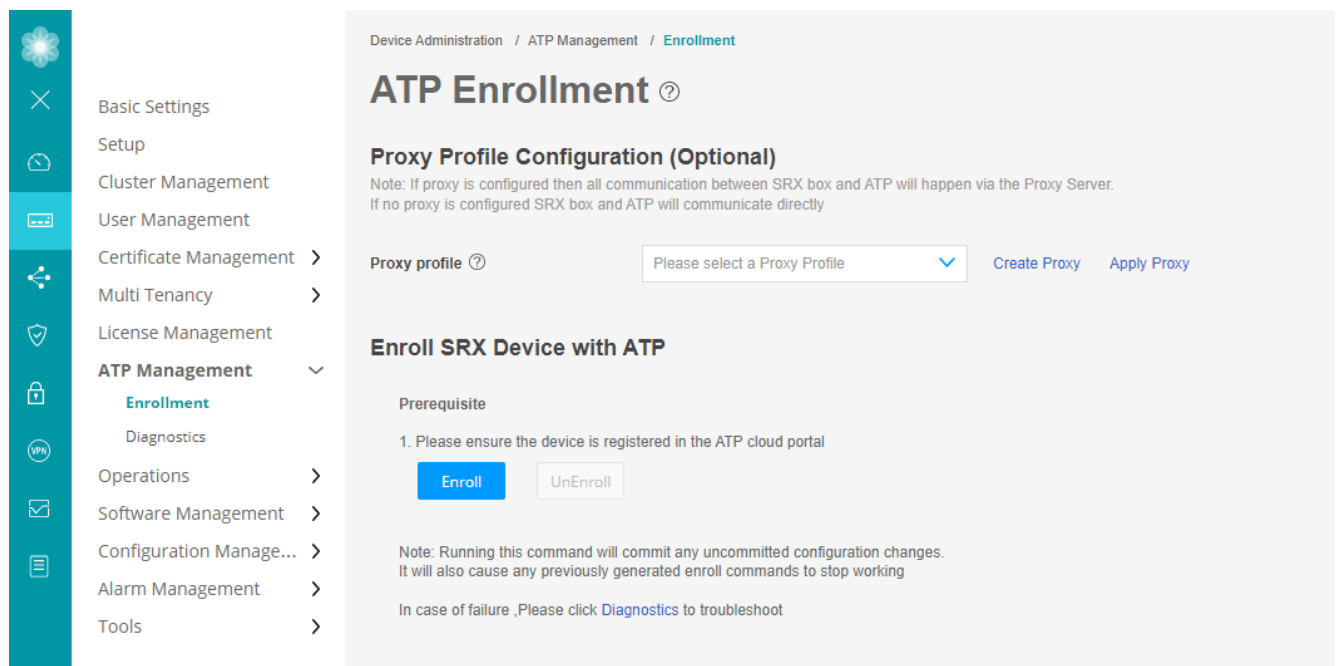 Device Administration / ATP Management / Enrollment
ATP Enrollment ?
Basic Settings
Setup
Cluster Management
User Management
Certificate Management
Multi Tenancy
License Management
ATP Management
Enrollment
Diagnostics
Operations
Software Management
Configuration Manage...
Alarm Management
Tools
VPN
Proxy Profile Configuration (Optional)
Note: If proxy is configured then all communication between SRX box and ATP will happen via the Proxy Server.
If no proxy is configured SRX box and ATP will communicate directly
Proxy profile ? Please select a Proxy Profile Create Proxy Apply Proxy
Enroll SRX Device with ATP
Prerequisite
1. Please ensure the device is registered in the ATP cloud portal
Enroll UnEnroll
Note: Running this command will commit any uncommitted configuration changes.
It will also cause any previously generated enroll commands to stop working
In case of failure ,Please click Diagnostics to troubleshoot